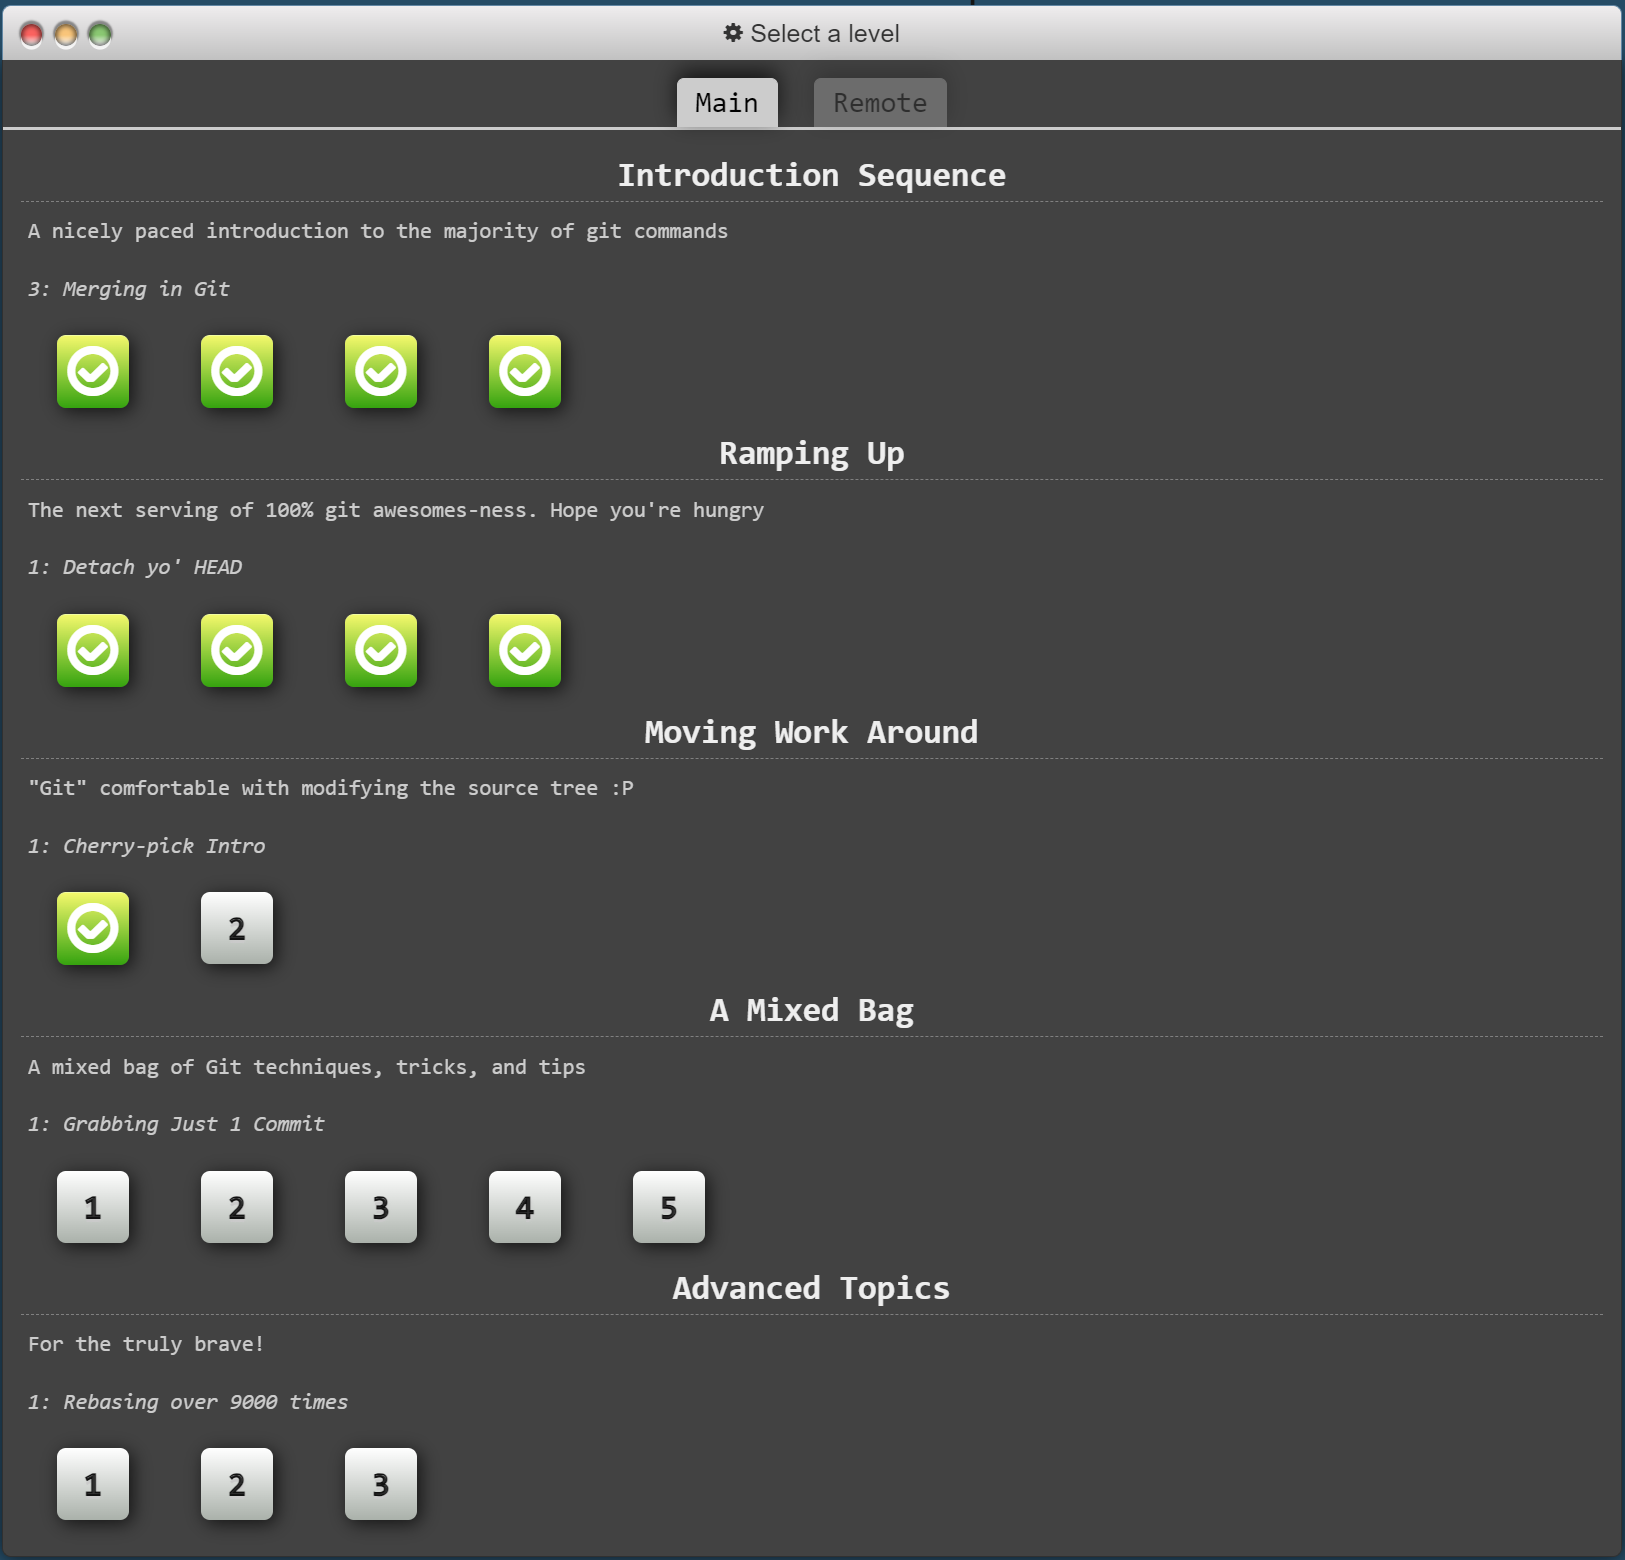 Select a level
Main Remote
Introduction Sequence
A nicely paced introduction to the majority of git commands
3: Merging in Git
Ramping Up
The next serving of 100% git awesomes-ness. Hope you're hungry
1: Detach yo' HEAD
Moving Work Around
"Git" comfortable with modifying the source tree :P
1: Cherry-pick Intro
2
A Mixed Bag
A mixed bag of Git techniques, tricks, and tips
1: Grabbing Just 1 Commit
1 2 3 4 5
Advanced Topics
For the truly brave!
1: Rebasing over 9000 times
1 2 3